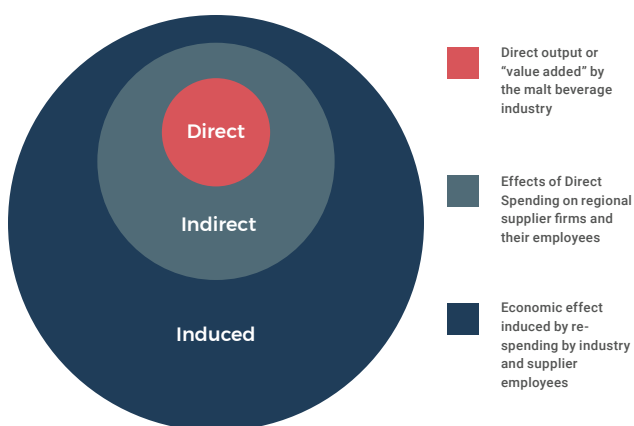 Direct
Indirect
Induced
Direct output or
“value added” by
the malt beverage
industry
Effects of Direct
Spending on regional
supplier firms and
their employees
Economic effect
induced by re-
spending by industry
and supplier
employees